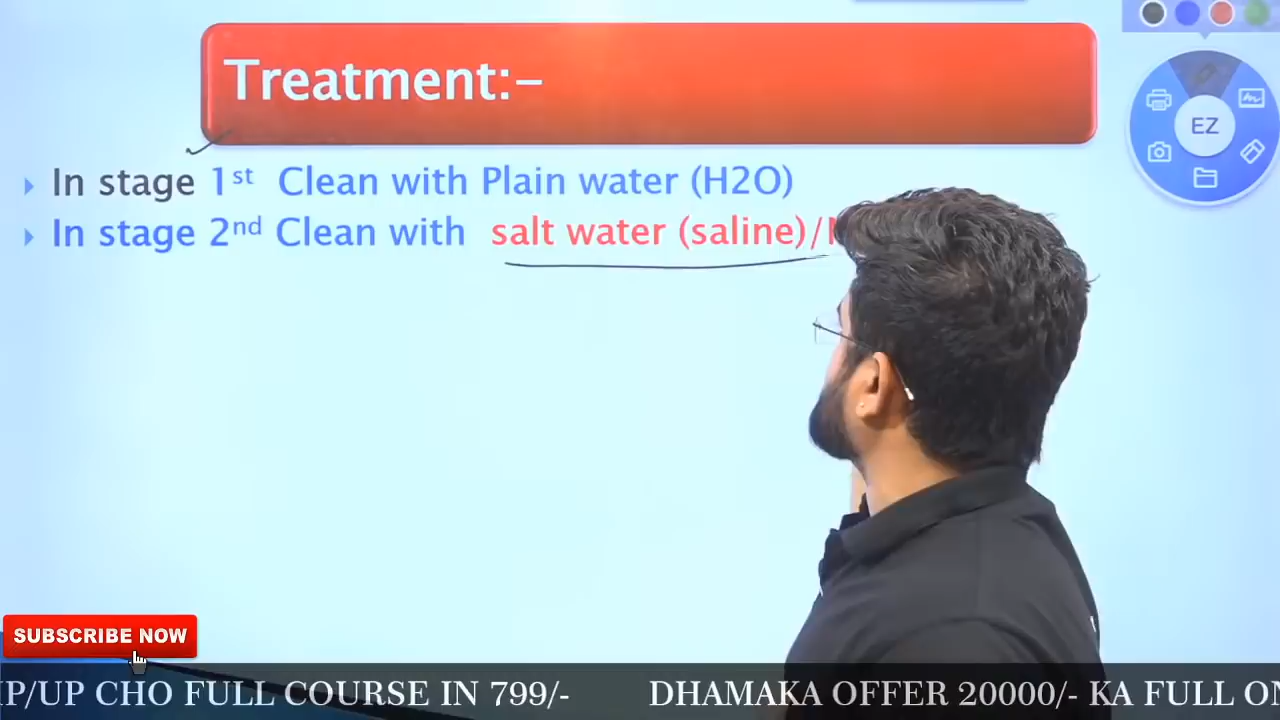 Treatment:–
In stage 1st Clean with Plain water (H2O)
In stage 2nd Clean with salt water (saline)/
EZ
SUBSCRIBE NOW
P/UP CHO FULL COURSE IN 799/- DHAMAKA OFFER 20000/- KA FULL